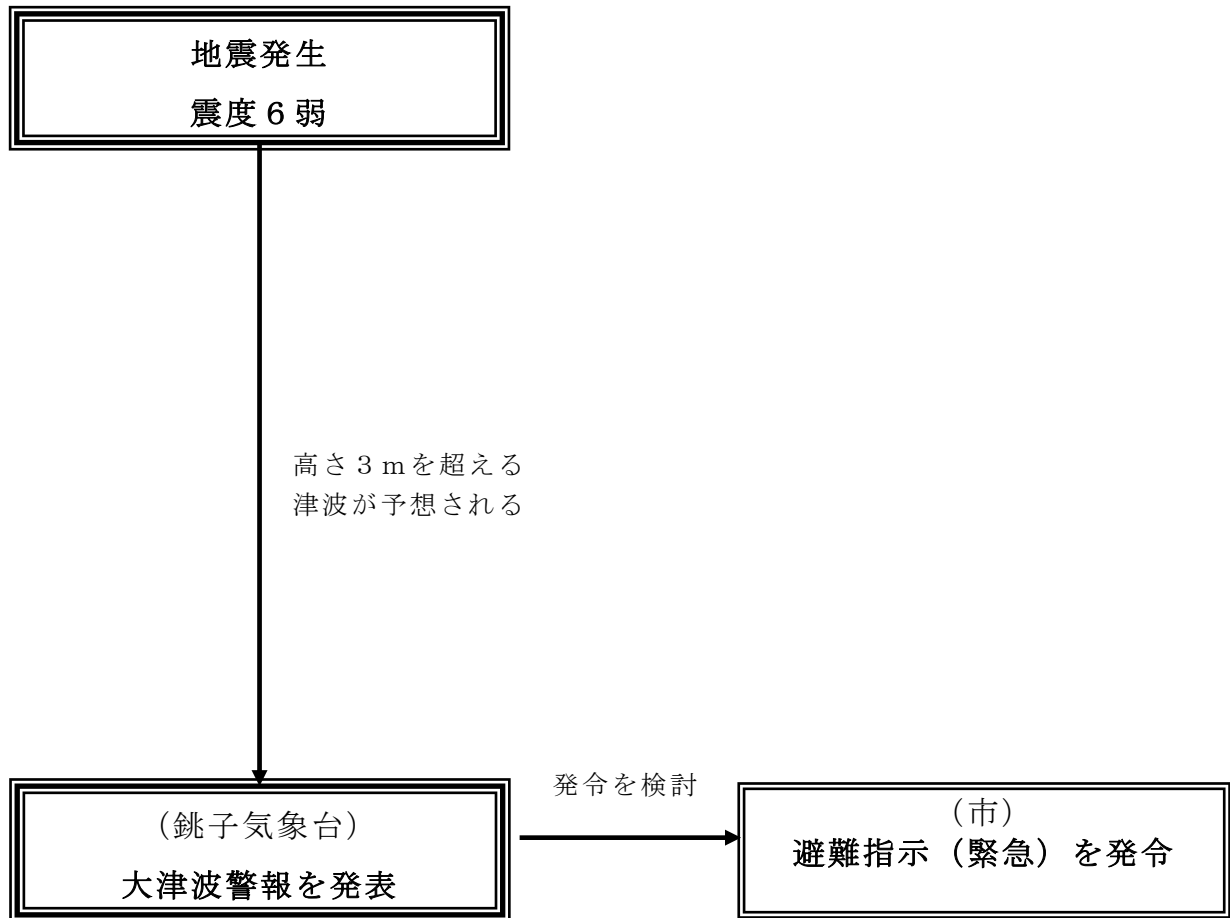 地震発生
震度６弱
高さ３ｍを超える
津波が予想される
発令を検討
（銚子気象台）
大津波警報を発表
（市）
避難指示（緊急）を発令